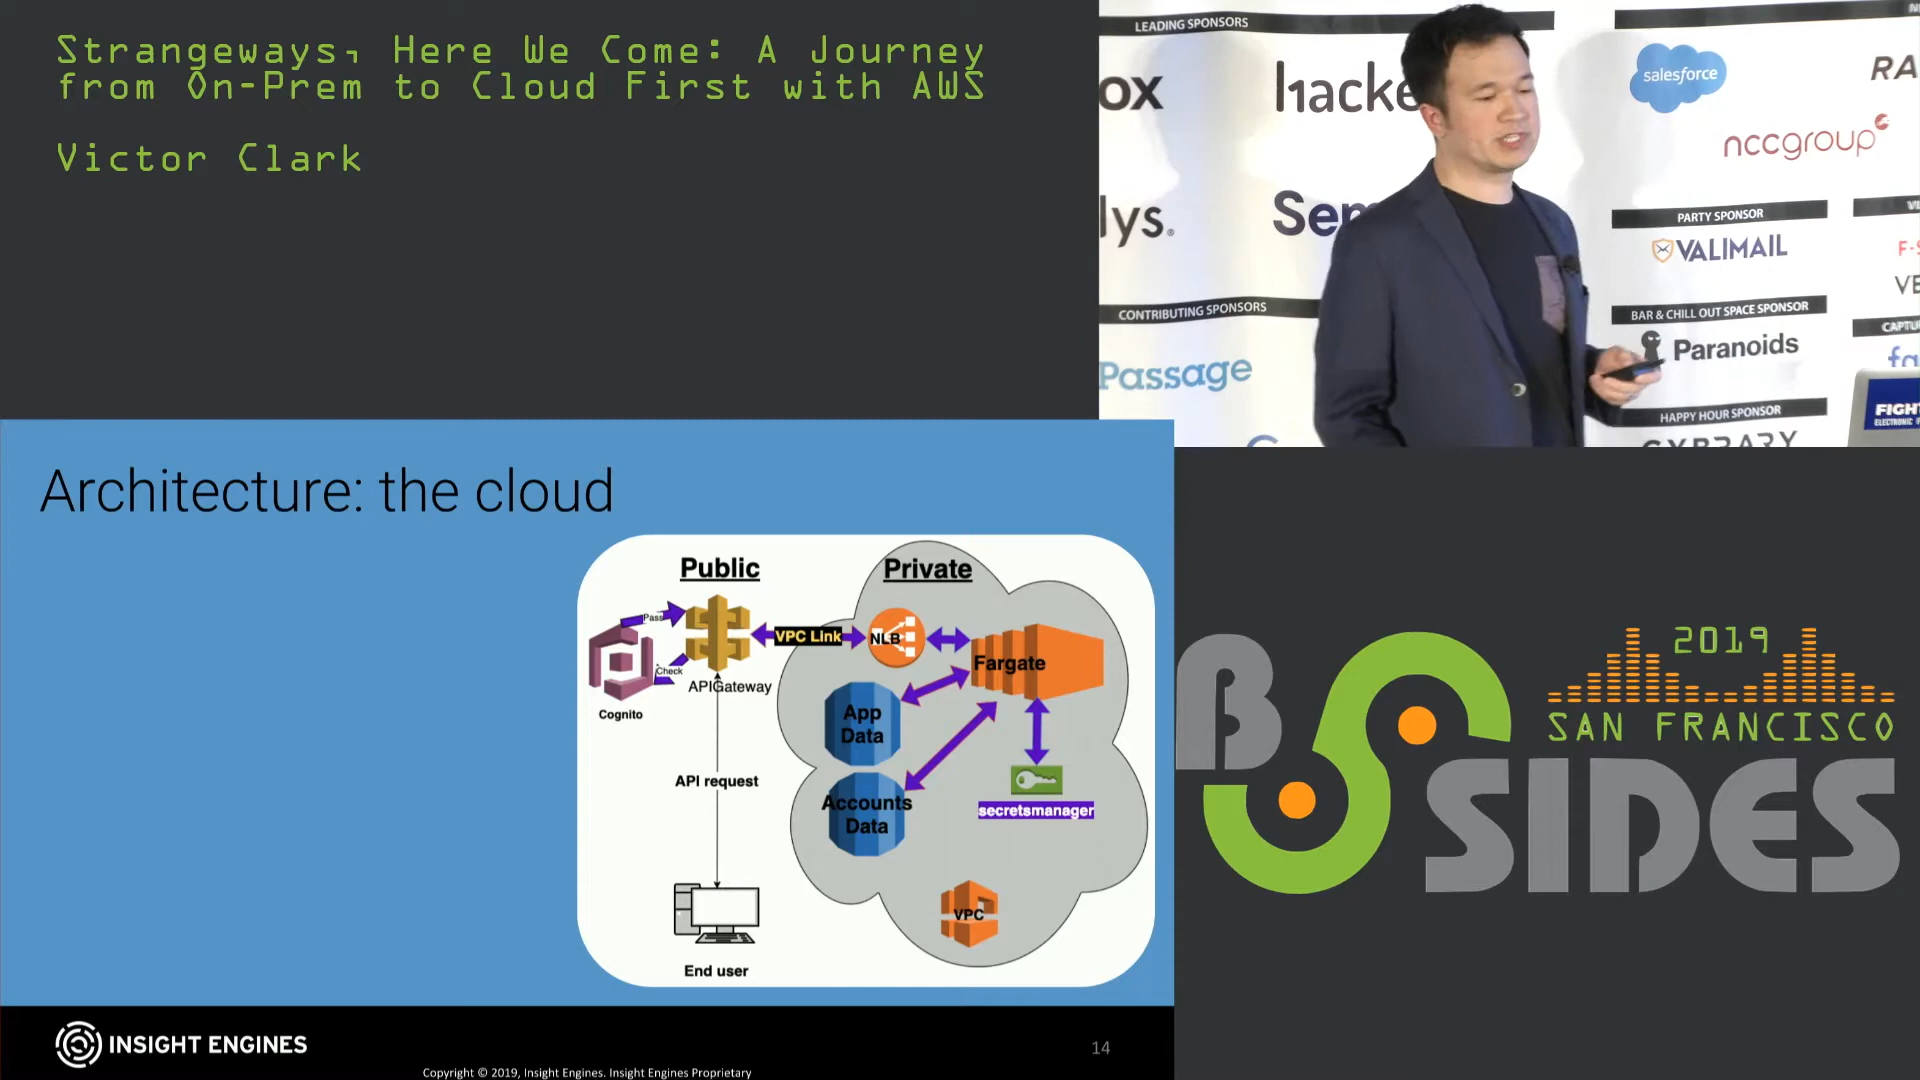 Strangeways, Here We Come: A Journey
from On-Prem to Cloud First with AWS
Victor Clark
LEADING SPONSORS
salesforce
nccgroup
PARTY SPONSOR
VALIMAIL
BAR & CHILL OUT SPACE SPONSOR
Paranoids
CONTRIBUTING SPONSORS
Passage
HAPPY HOUR SPONSOR
CYBRARY
Architecture: the cloud
Public
Private
Pass
Check
Cognito
APIGateway
VPC Link
NLB
Fargate
App
Data
Accounts
Data
secretsmanager
API request
VPC
End user
INSIGHT ENGINES
14
Copyright © 2019, Insight Engines. Insight Engines Proprietary
2019
SAN FRANCISCO
BSIDES